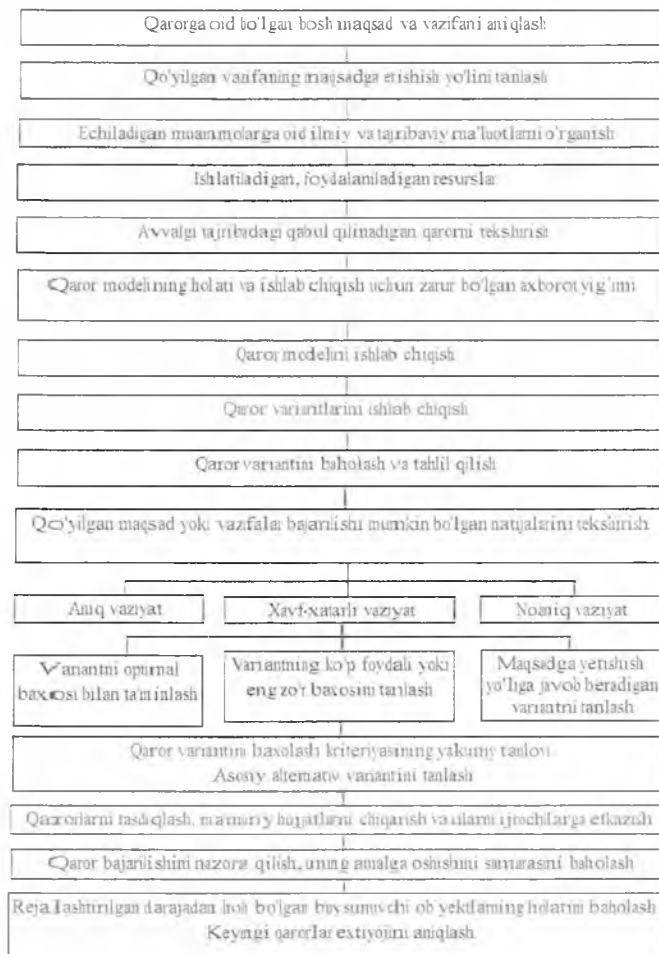 Qarorga oid bo'lgan bosh maqsad va vazifani aniqlash
Qo'yilgan vazifaning maqsadga etishish yo'lini tanlash
Echiladigan muammolarga oid ilmiy va tajribaviy ma'luotlarni o'rganish
Ishlatiladigan, foydalaniladigan resurslar
Avvalgi tajribadagi qabul qilinadigan qarorni tekshirish
Qaror modelining holati va ishlab chiqish uchun zarur bo'lgan axborot yig'imi
Qaror modelini ishlab chiqish
Qaror variantlarini ishlab chiqish
Qaror variantini baholash va tahlil qilish
Qo'yilgan maqsad yoki vazifalar bajarilishi mumkin bo'lgan natijalarini tekshirish
Aniq vaziyat
Xavf-xatarli vaziyat
Noaniq vaziyat
Variantni optimal
baxosi bilan ta'minlash
Variantning ko'p foydali yoki
eng zo'r baxosini tanlash
Maqsadga yetishish
yo'liga javob beradigan
variantni tanlash
Qaror variantini baxolash kriteriyasining yakuniy tanlovi
Asosiy alternativ variantini tanlash
Qarorlarni tasdiqlash, ma'muriy hujjatlarni chiqarish va ularni ijrochilarga etkazish
Qaror bajarilishini nazorat qilish, uning amalga oshishini samarasini baholash
Rejalashtirilgan darajadan holi bo'lgan buysunuvchi ob'yektlarning holatini baholash
Keyingi qarorlar extiyojini aniqlash